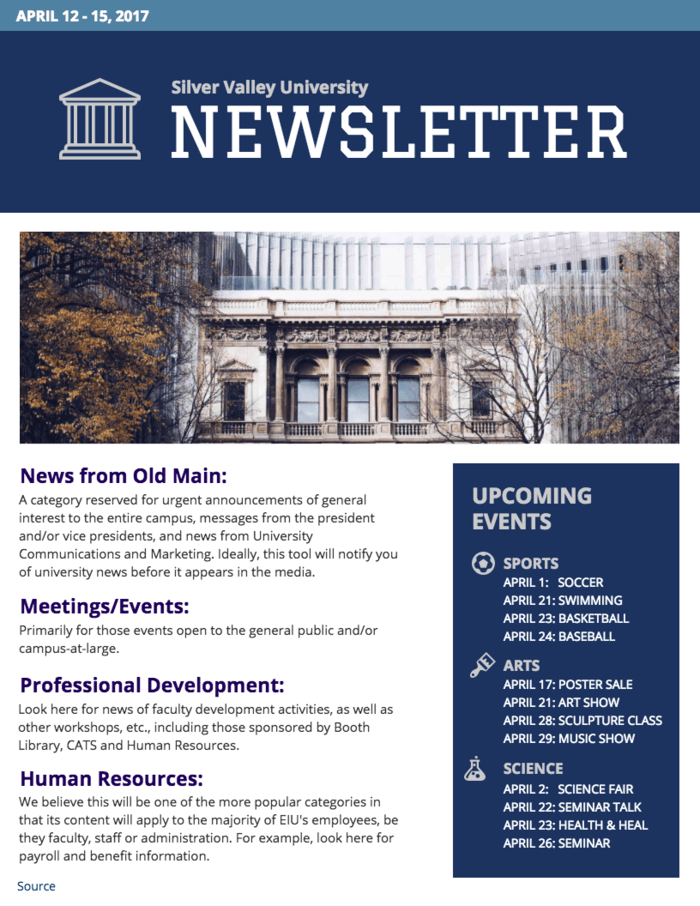 APRIL 12 - 15, 2017
Silver Valley University
NEWSLETTER
News from Old Main:
A category reserved for urgent announcements of general
interest to the entire campus, messages from the president
and/or vice presidents, and news from University
Communications and Marketing. Ideally, this tool will notify you
of university news before it appears in the media.
Meetings/Events:
Primarily for those events open to the general public and/or
campus-at-large.
Professional Development:
Look here for news of faculty development activities, as well as
other workshops, etc., including those sponsored by Booth
Library, CATS and Human Resources.
Human Resources:
We believe this will be one of the more popular categories in
that its content will apply to the majority of EIU's employees, be
they faculty, staff or administration. For example, look here for
payroll and benefit information.
Source
UPCOMING
EVENTS
SPORTS
APRIL 1: SOCCER
APRIL 21: SWIMMING
APRIL 23: BASKETBALL
APRIL 24: BASEBALL
ARTS
APRIL 17: POSTER SALE
APRIL 21: ART SHOW
APRIL 28: SCULPTURE CLASS
APRIL 29: MUSIC SHOW
SCIENCE
APRIL 2: SCIENCE FAIR
APRIL 22: SEMINAR TALK
APRIL 23: HEALTH & HEAL
APRIL 26: SEMINAR